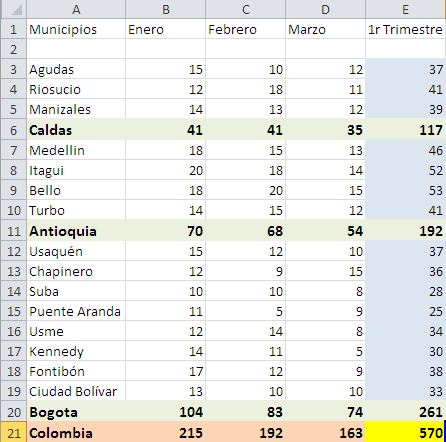 A B C D E
1 Municipios Enero Febrero Marzo 1r Trimestre
2
3 Agudas 15 10 12 37
4 Riosucio 12 18 11 41
5 Manizales 14 13 12 39
6 Caldas 41 41 35 117
7 Medellin 18 15 13 46
8 Itagui 20 18 14 52
9 Bello 18 20 15 53
10 Turbo 14 15 12 41
11 Antioquia 70 68 54 192
12 Usaquén 15 12 10 37
13 Chapinero 12 9 15 36
14 Suba 10 10 8 28
15 Puente Aranda 11 5 9 25
16 Usme 12 14 8 34
17 Kennedy 14 11 5 30
18 Fontibón 17 12 9 38
19 Ciudad Bolívar 13 10 10 33
20 Bogota 104 83 74 261
21 Colombia 215 192 163 570